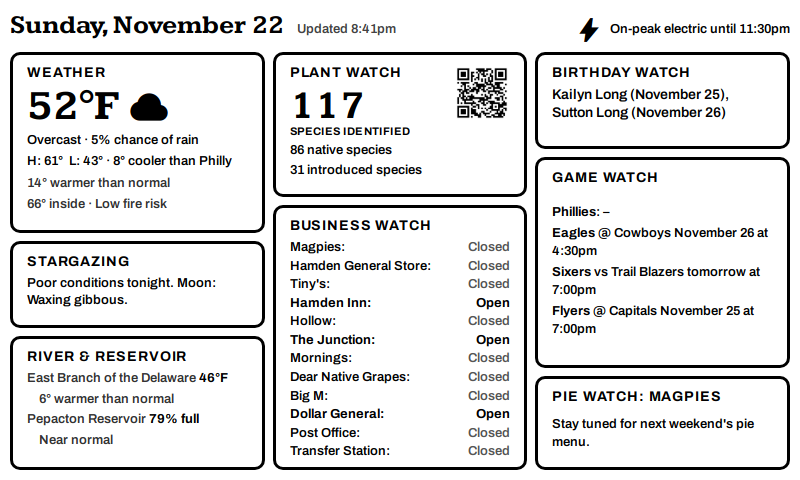 Sunday, November 22 Updated 8:41pm
On-peak electric until 11:30pm
WEATHER
52°F
Overcast · 5% chance of rain
H: 61° L: 43° · 8° cooler than Philly
14° warmer than normal
66° inside · Low fire risk
STARGAZING
Poor conditions tonight. Moon:
Waxing gibbous.
RIVER & RESERVOIR
East Branch of the Delaware 46°F
6° warmer than normal
Pepacton Reservoir 79% full
Near normal
PLANT WATCH
117
SPECIES IDENTIFIED
86 native species
31 introduced species
BUSINESS WATCH
Magpies: Closed
Hamden General Store: Closed
Tiny's: Closed
Hamden Inn: Open
Hollow: Closed
The Junction: Open
Mornings: Closed
Dear Native Grapes: Closed
Big M: Closed
Dollar General: Open
Post Office: Closed
Transfer Station: Closed
BIRTHDAY WATCH
Kailyn Long (November 25),
Sutton Long (November 26)
GAME WATCH
Phillies: –
Eagles @ Cowboys November 26 at
4:30pm
Sixers vs Trail Blazers tomorrow at
7:00pm
Flyers @ Capitals November 25 at
7:00pm
PIE WATCH: MAGPIES
Stay tuned for next weekend's pie
menu.